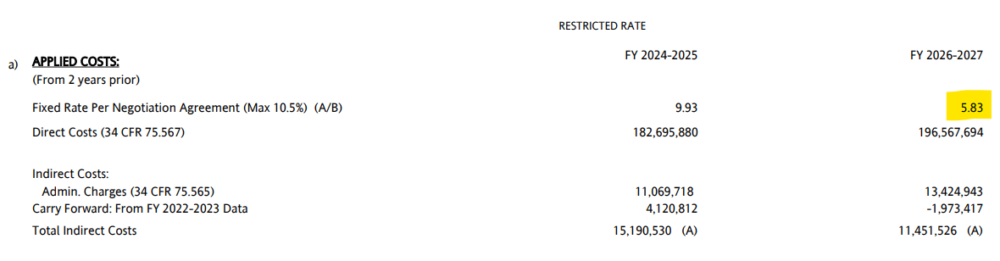 RESTRICTED RATE
FY 2024-2025 FY 2026-2027
a) APPLIED COSTS:
(From 2 years prior)
Fixed Rate Per Negotiation Agreement (Max 10.5%) (A/B) 9.93 5.83
Direct Costs (34 CFR 75.567) 182,695,880 196,567,694
Indirect Costs:
Admin. Charges (34 CFR 75.565) 11,069,718 13,424,943
Carry Forward: From FY 2022-2023 Data 4,120,812 -1,973,417
Total Indirect Costs 15,190,530 (A) 11,451,526 (A)